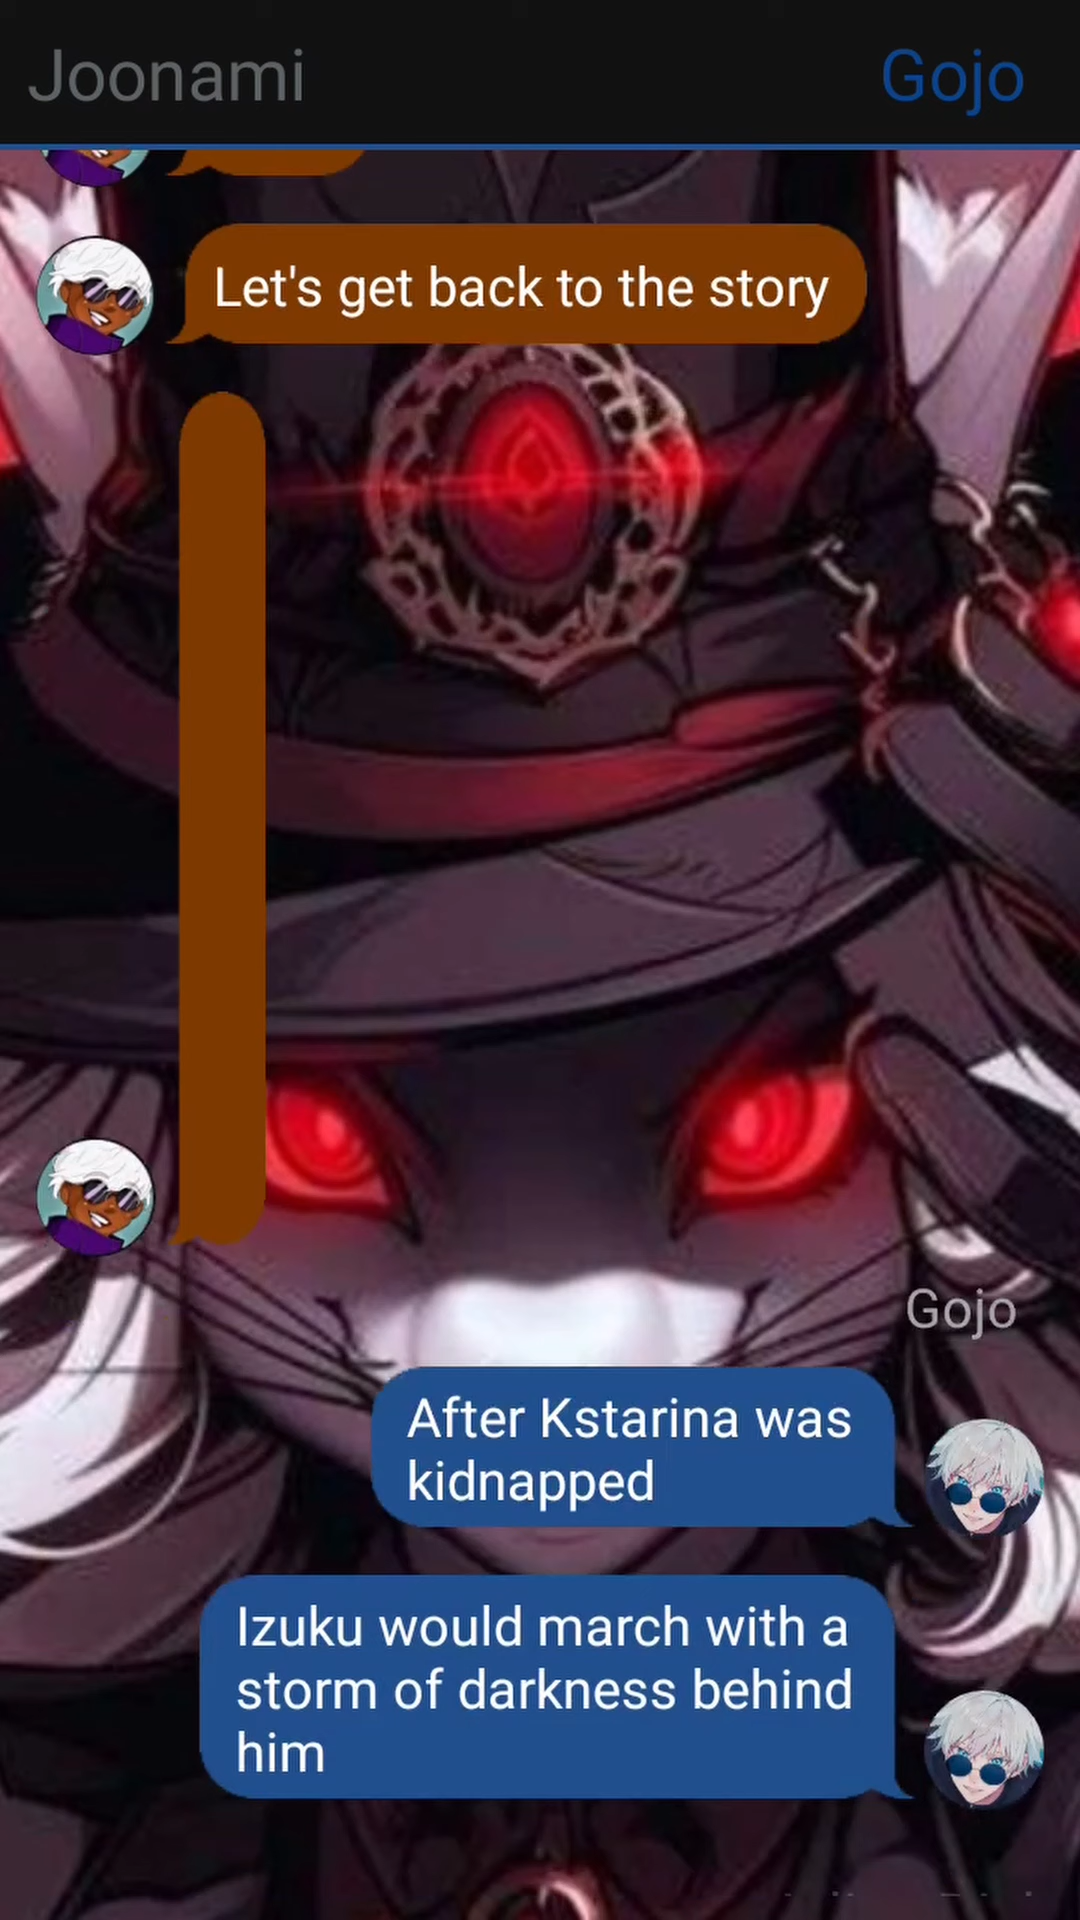 Joonami
Gojo
Let's get back to the story
Gojo
After Kstarina was
kidnapped
Izuku would march with a
storm of darkness behind
him